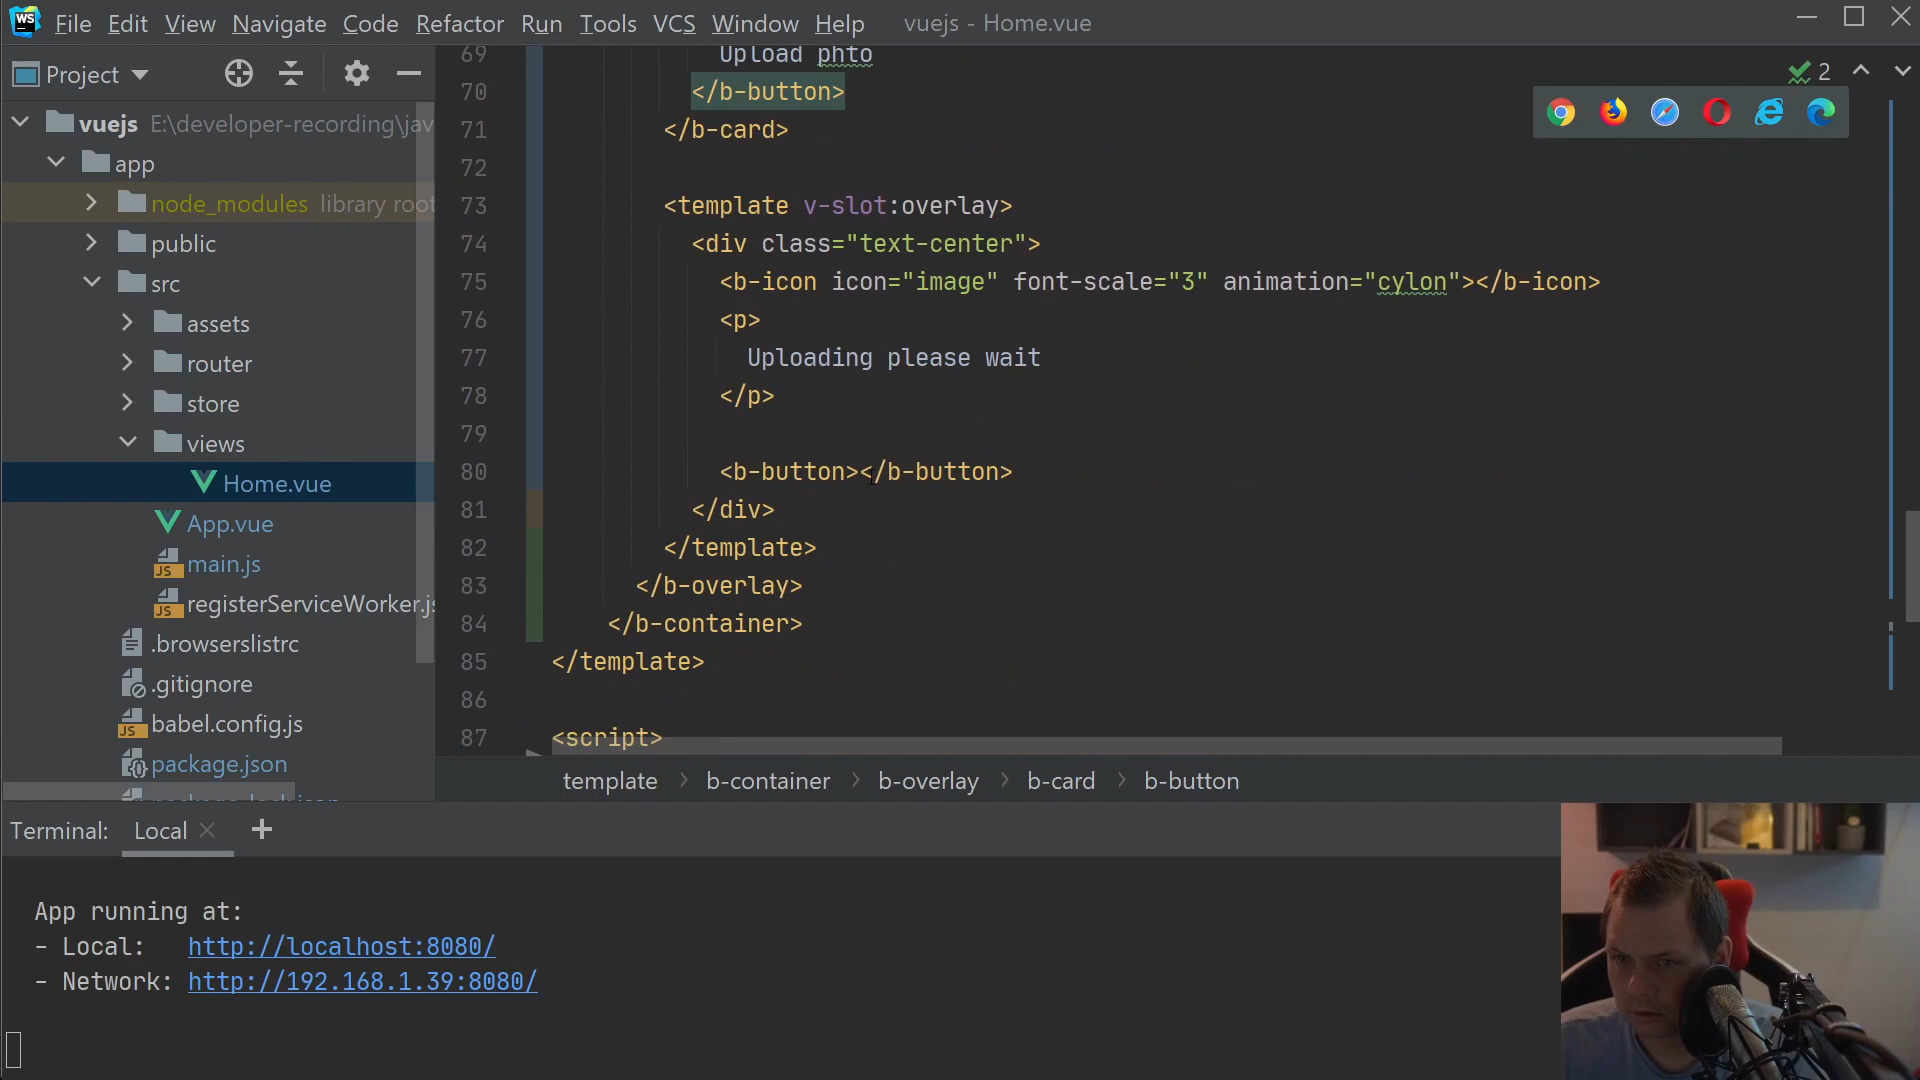 WS File Edit View Navigate Code Refactor Run Tools VCS Window Help vuejs - Home.vue
Project
vuejs E:\developer-recording\jav
app
node_modules library root
public
src
assets
router
store
views
Home.vue
App.vue
JS main.js
JS registerServiceWorker.js
.browserslistrc
.gitignore
JS babel.config.js
package.json
69 Upload phto
70 </b-button>
71 </b-card>
72
73 <template v-slot:overlay>
74 <div class="text-center">
75 <b-icon icon="image" font-scale="3" animation="cylon"></b-icon>
76 <p>
77 Uploading please wait
78 </p>
79
80 <b-button></b-button>
81 </div>
82 </template>
83 </b-overlay>
84 </b-container>
85 </template>
86
87 <script>
2
template b-container b-overlay b-card b-button
Terminal: Local
App running at:
- Local: http://localhost:8080/
- Network: http://192.168.1.39:8080/